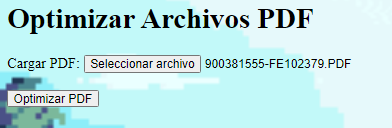 Optimizar Archivos PDF
Cargar PDF: Seleccionar archivo 900381555-FE102379.PDF
Optimizar PDF